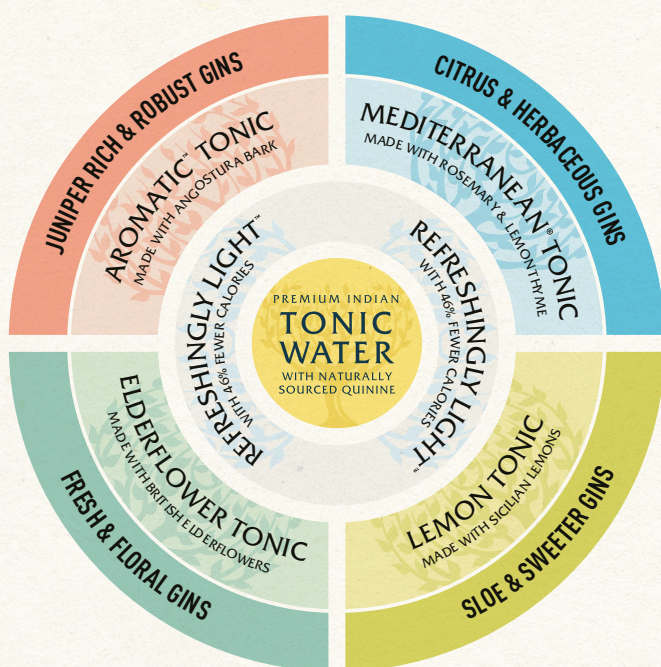 JUNIPER RICH & ROBUST GINS
AROMATIC™ TONIC
MADE WITH ANGOSTURA BARK
CITRUS & HERBACEOUS GINS
MEDITERRANEAN® TONIC
MADE WITH ROSEMARY & LEMONTHYME
REFRESHINGLY LIGHT™
WITH 46% FEWER CALORIES
PREMIUM INDIAN
TONIC
WATER
WITH NATURALLY
SOURCED QUININE
REFRESHINGLY LIGHT™
WITH 46% FEWER CALORIES
ELDERFLOWER TONIC
MADE WITH BRITISH ELDERFLOWERS
FRESH & FLORAL GINS
LEMON TONIC
MADE WITH SICILIAN LEMONS
SLOE & SWEETER GINS